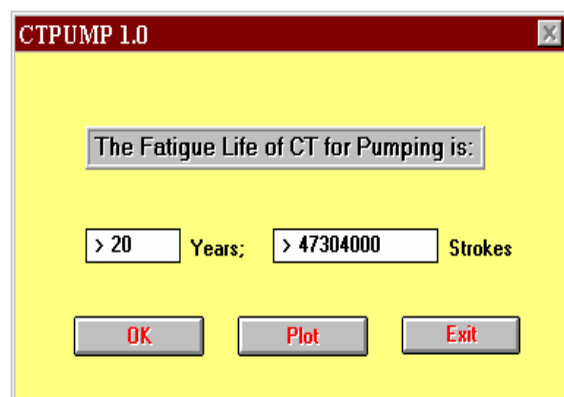 CTPUMP 1.0
The Fatigue Life of CT for Pumping is:
> 20 Years; > 47304000 Strokes
OK Plot Exit